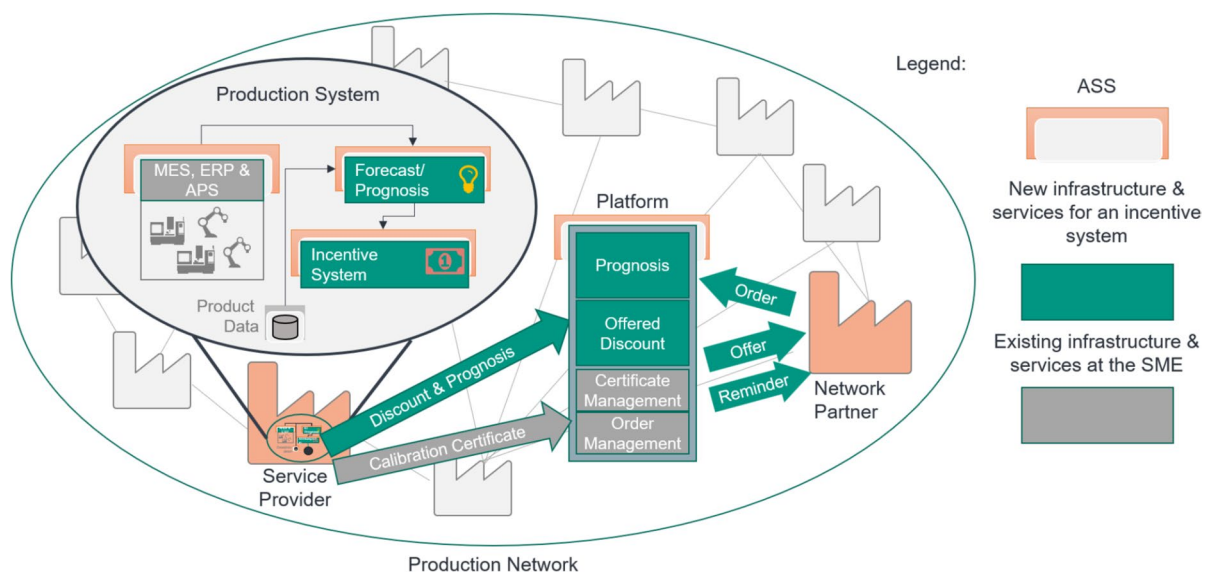 Legend:
Production System
ASS
MES, ERP &
APS
Forecast/
Prognosis
New infrastructure &
services for an incentive
system
Platform
Incentive
System
1
Prognosis
Order
Product
Data
Offered
Discount
Offer
Existing infrastructure &
services at the SME
Discount & Prognosis
Certificate
Management
Reminder
Network
Partner
Order
Management
Calibration Certificate
Service
Provider
Production Network